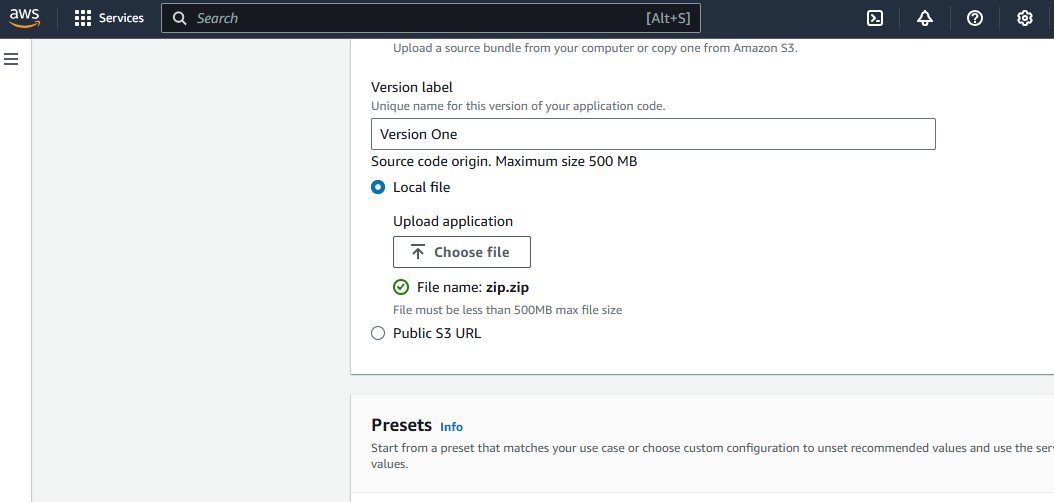 aws
Services
Search
[Alt+S]
Upload a source bundle from your computer or copy one from Amazon S3.
Version label
Unique name for this version of your application code.
Version One
Source code origin. Maximum size 500 MB
Local file
Upload application
Choose file
File name: zip.zip
File must be less than 500MB max file size
Public S3 URL
Presets Info
Start from a preset that matches your use case or choose custom configuration to unset recommended values and use the ser
values.